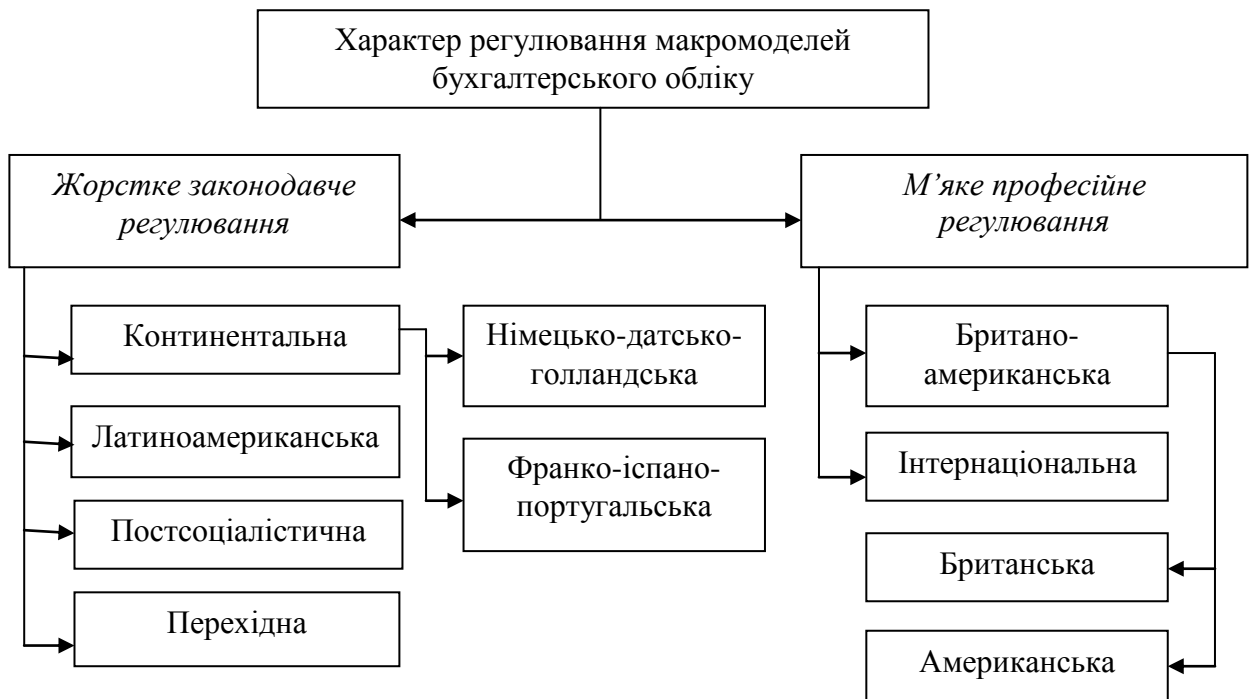 Характер регулювання макромоделей
бухгалтерського обліку
Жорстке законодавче
регулювання
М’яке професійне
регулювання
Континентальна
Латиноамериканська
Постсоціалістична
Перехідна
Німецько-датсько-
голландська
Франко-іспано-
португальська
Британо-
американська
Інтернаціональна
Британська
Американська